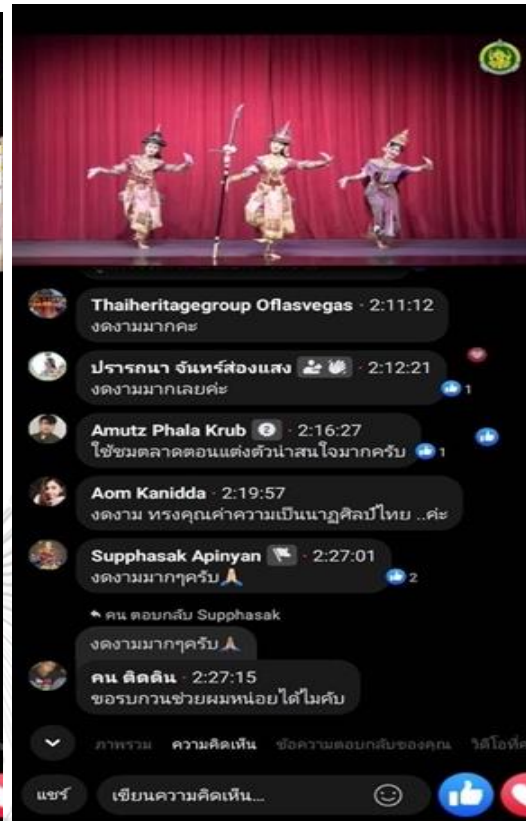 Thaiheritagegroup Oflasvegas · 2:11:12
งดงามมากคะ
ปรารถนา จันทร์ส่องแสง · 2:12:21
งดงามมากเลยค่ะ
1
Amutz Phala Krub · 2:16:27
ใช้ชมตลาดตอนแต่งตัวน่าสนใจมากครับ
1
Aom Kanidda · 2:19:57
งดงาม ทรงคุณค่าความเป็นนาฏศิลป์ไทย ..ค่ะ
Supphasak Apinyan · 2:27:01
งดงามมากๆครับ🙏
2
คน ตอบกลับ Supphasak
งดงามมากๆครับ🙏
คน ติดดิน · 2:27:15
ขอรบกวนช่วยผมหน่อยได้ไมคับ
ภาพรวม ความคิดเห็น ข้อความตอบกลับของคุณ
แชร์ เขียนความคิดเห็น...